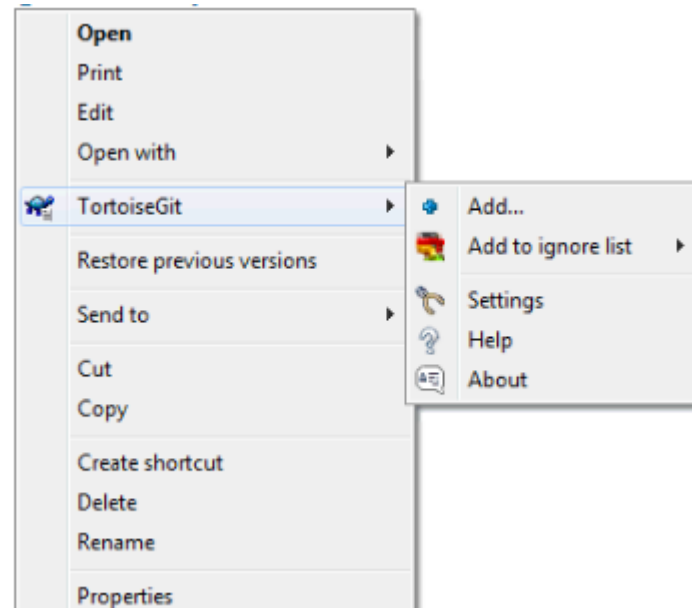 Open
Print
Edit
Open with
TortoiseGit
Restore previous versions
Send to
Cut
Copy
Create shortcut
Delete
Rename
Properties
Add...
Add to ignore list
Settings
Help
About